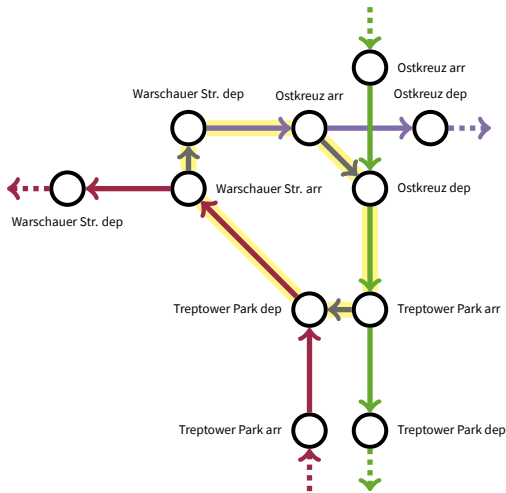 Ostkreuz arr
Warschauer Str. dep
Ostkreuz arr
Ostkreuz dep
Warschauer Str. arr
Ostkreuz dep
Warschauer Str. dep
Treptower Park dep
Treptower Park arr
Treptower Park arr
Treptower Park dep